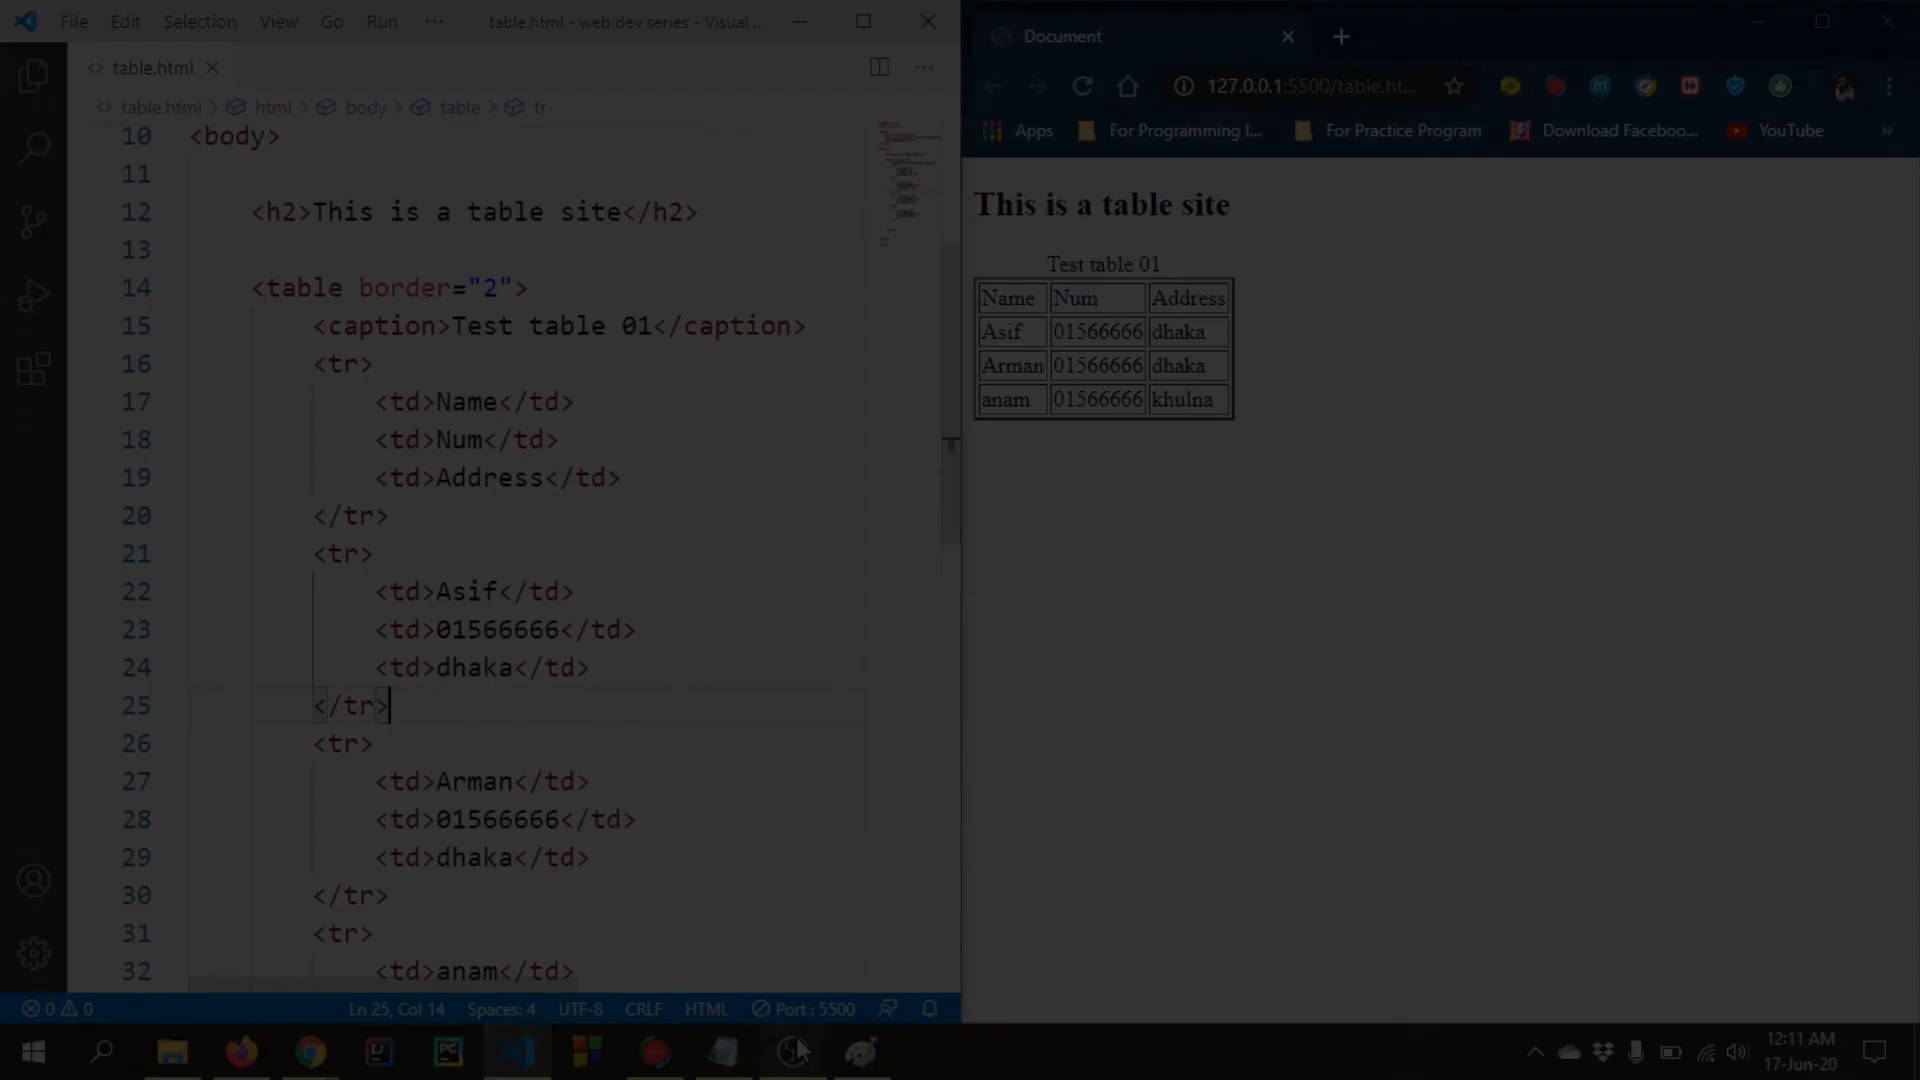 File Edit Selection View Go Run ··· table.html - web dev series - Visual ...
table.html
table.html > html > body > table > tr
10 <body>
11
12 <h2>This is a table site</h2>
13
14 <table border="2">
15 <caption>Test table 01</caption>
16 <tr>
17 <td>Name</td>
18 <td>Num</td>
19 <td>Address</td>
20 </tr>
21 <tr>
22 <td>Asif</td>
23 <td>01566666</td>
24 <td>dhaka</td>
25 </tr>
26 <tr>
27 <td>Arman</td>
28 <td>01566666</td>
29 <td>dhaka</td>
30 </tr>
31 <tr>
32 <td>anam</td>
0 0 Ln 25, Col 14 Spaces: 4 UTF-8 CRLF HTML Port : 5500
Document
127.0.0.1:5500/table.ht...
Apps For Programming I... For Practice Program Download Faceboo... YouTube »
This is a table site
Test table 01
Name Num Address
Asif 01566666 dhaka
Arman 01566666 dhaka
anam 01566666 khulna
12:11 AM
17-Jun-20